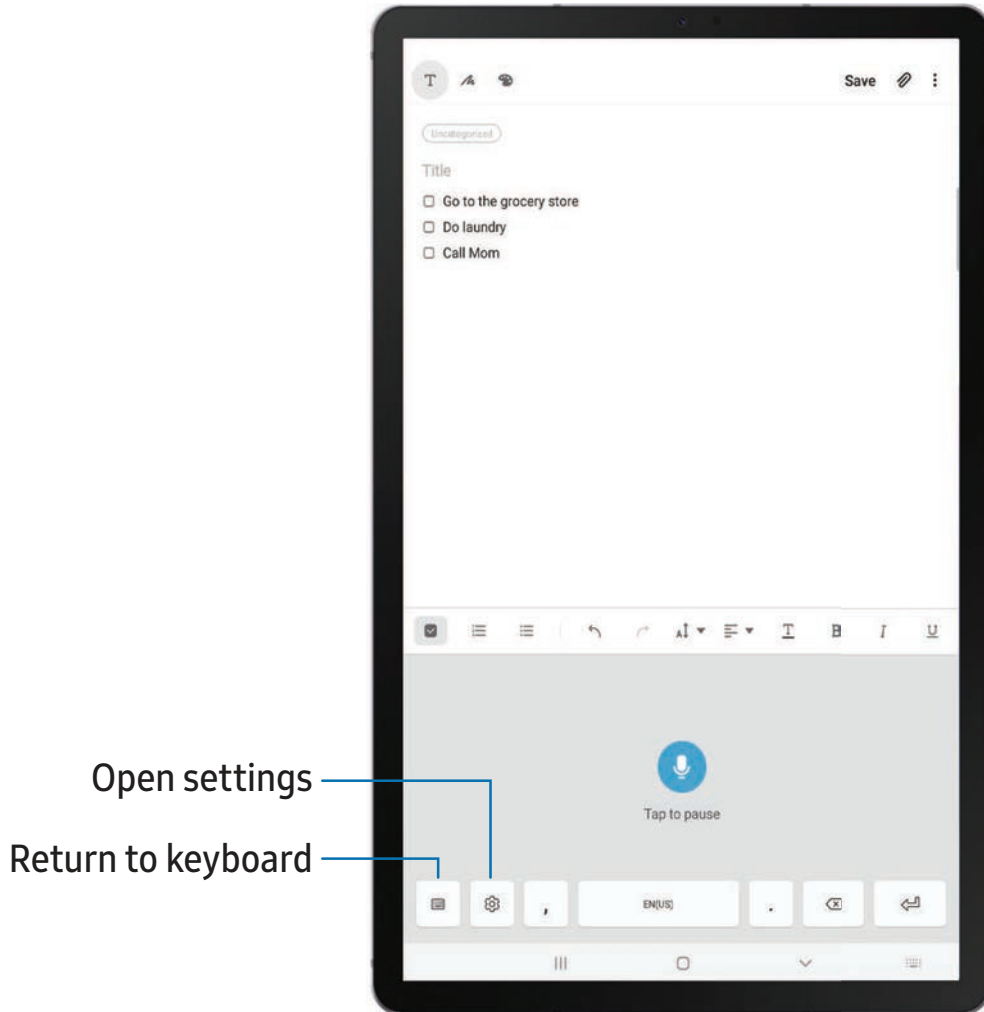 T
Save
Uncategorized
Title
Go to the grocery store
Do laundry
Call Mom
T B I U
Tap to pause
Open settings
Return to keyboard
, EN(US) .